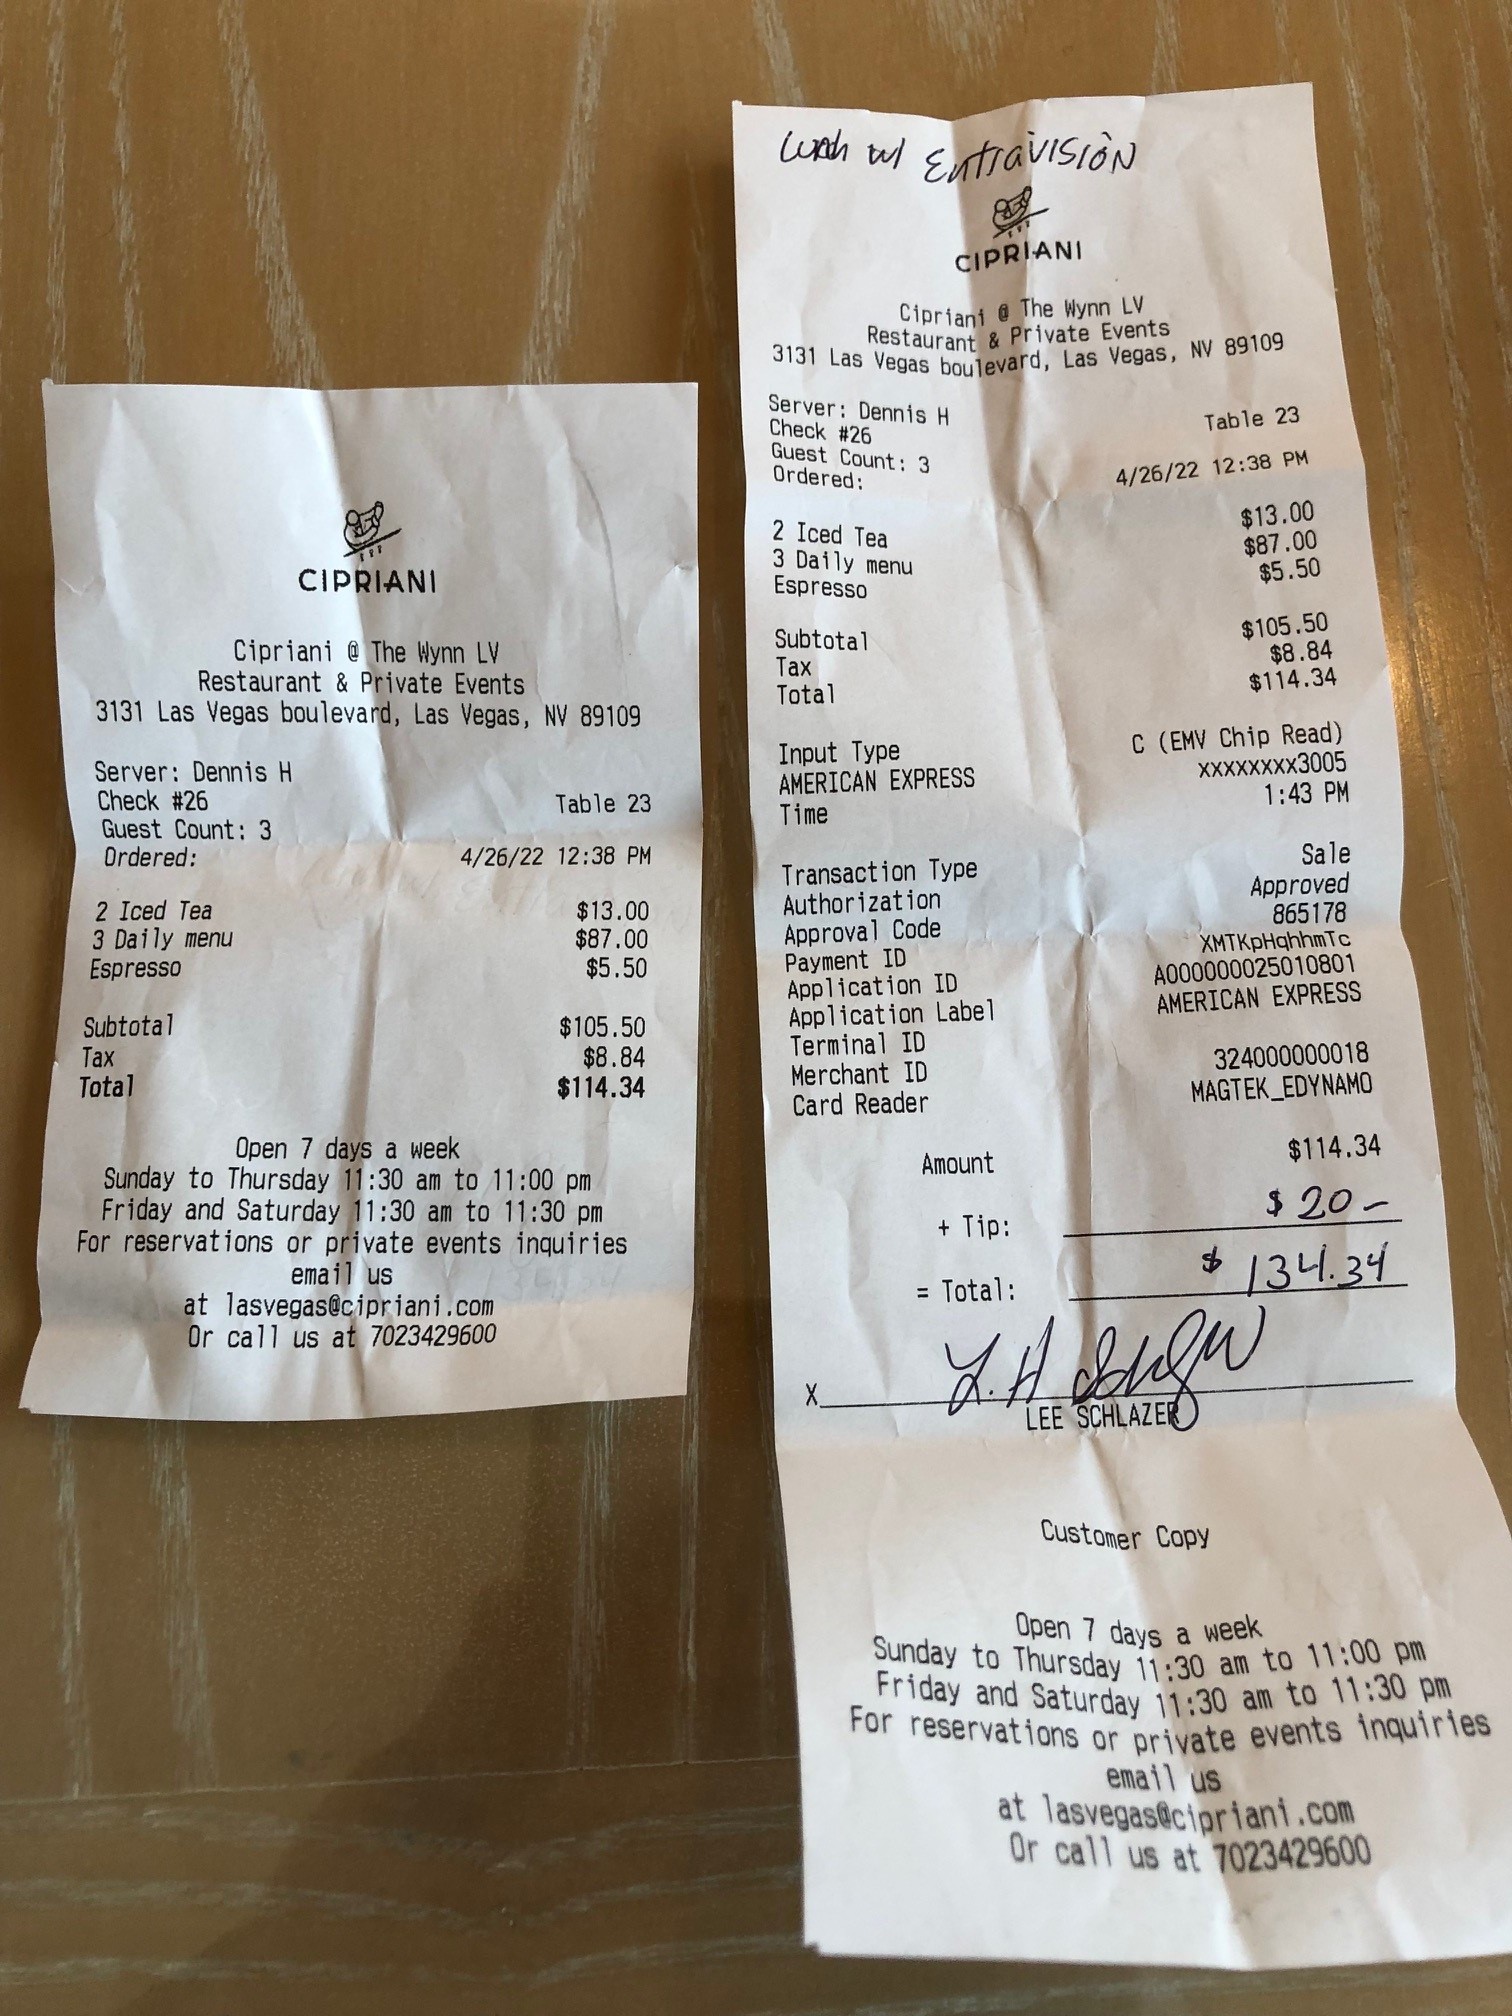 CIPRIANI
Cipriani @ The Wynn LV
Restaurant & Private Events
3131 Las Vegas boulevard, Las Vegas, NV 89109
Server: Dennis H
Check #26 Table 23
Guest Count: 3
Ordered: 4/26/22 12:38 PM
2 Iced Tea $13.00
3 Daily menu $87.00
Espresso $5.50
Subtotal $105.50
Tax $8.84
Total $114.34
Open 7 days a week
Sunday to Thursday 11:30 am to 11:00 pm
Friday and Saturday 11:30 am to 11:30 pm
For reservations or private events inquiries
email us
at lasvegas@cipriani.com
Or call us at 7023429600
Lunch w/ Entravision
CIPRIANI
Cipriani @ The Wynn LV
Restaurant & Private Events
3131 Las Vegas boulevard, Las Vegas, NV 89109
Server: Dennis H
Check #26 Table 23
Guest Count: 3
Ordered: 4/26/22 12:38 PM
2 Iced Tea $13.00
3 Daily menu $87.00
Espresso $5.50
Subtotal $105.50
Tax $8.84
Total $114.34
Input Type C (EMV Chip Read)
AMERICAN EXPRESS xxxxxxxx3005
Time 1:43 PM
Transaction Type Sale
Authorization Approved
Approval Code 865178
Payment ID XMTKpHqhhmTc
Application ID A000000025010801
Application Label AMERICAN EXPRESS
Terminal ID
Merchant ID 324000000018
Card Reader MAGTEK_EDYNAMO
Amount $114.34
+ Tip: $ 20-
= Total: $ 134.34
X
LEE SCHLAZER
Customer Copy
Open 7 days a week
Sunday to Thursday 11:30 am to 11:00 pm
Friday and Saturday 11:30 am to 11:30 pm
For reservations or private events inquiries
email us
at lasvegas@cipriani.com
Or call us at 7023429600